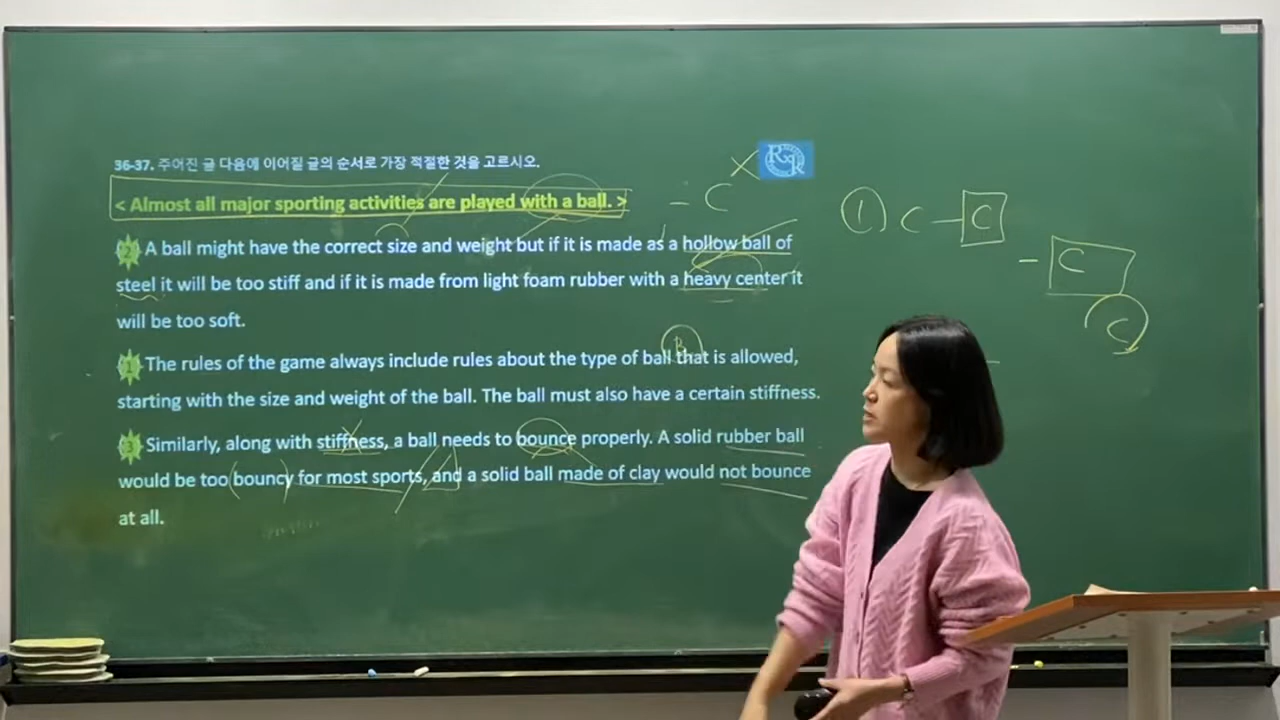 36-37. 주어진 글 다음에 이어질 글의 순서로 가장 적절한 것을 고르시오.
< Almost all major sporting activities are played with a ball. >
- C
① C - C
- C
C
2 A ball might have the correct size and weight but if it is made as a hollow ball of
steel it will be too stiff and if it is made from light foam rubber with a heavy center it
will be too soft.
B
1 The rules of the game always include rules about the type of ball that is allowed,
starting with the size and weight of the ball. The ball must also have a certain stiffness.
3 Similarly, along with stiffness, a ball needs to bounce properly. A solid rubber ball
would be too bouncy for most sports, and a solid ball made of clay would not bounce
at all.